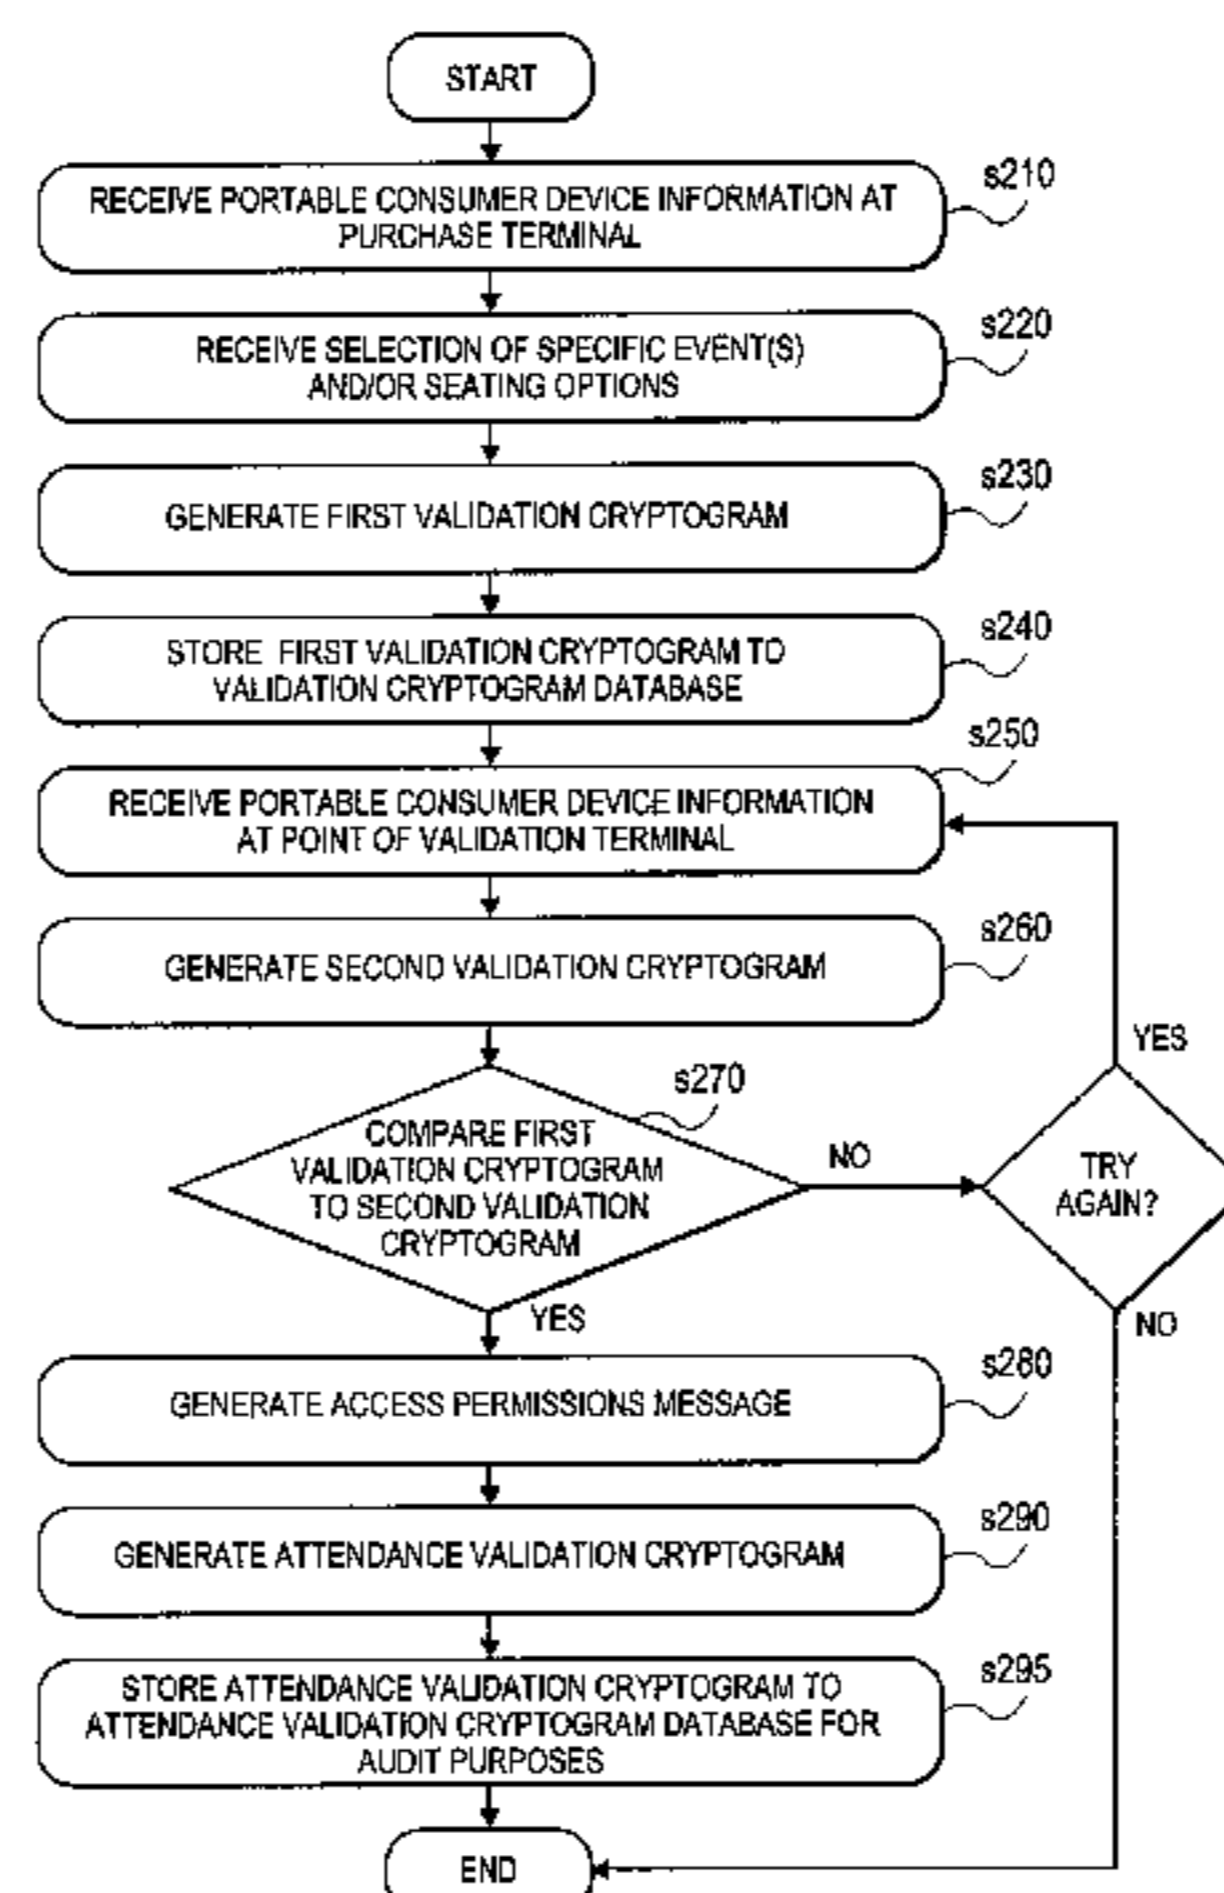 START
RECEIVE PORTABLE CONSUMER DEVICE INFORMATION AT
PURCHASE TERMINAL
s210
RECEIVE SELECTION OF SPECIFIC EVENT(S)
AND/OR SEATING OPTIONS
s220
GENERATE FIRST VALIDATION CRYPTOGRAM
s230
STORE FIRST VALIDATION CRYPTOGRAM TO
VALIDATION CRYPTOGRAM DATABASE
s240
RECEIVE PORTABLE CONSUMER DEVICE INFORMATION
AT POINT OF VALIDATION TERMINAL
s250
GENERATE SECOND VALIDATION CRYPTOGRAM
s260
COMPARE FIRST
VALIDATION CRYPTOGRAM
TO SECOND VALIDATION
CRYPTOGRAM
s270
NO
TRY
AGAIN?
YES
NO
YES
GENERATE ACCESS PERMISSIONS MESSAGE
s280
GENERATE ATTENDANCE VALIDATION CRYPTOGRAM
s290
STORE ATTENDANCE VALIDATION CRYPTOGRAM TO
ATTENDANCE VALIDATION CRYPTOGRAM DATABASE FOR
AUDIT PURPOSES
s295
END